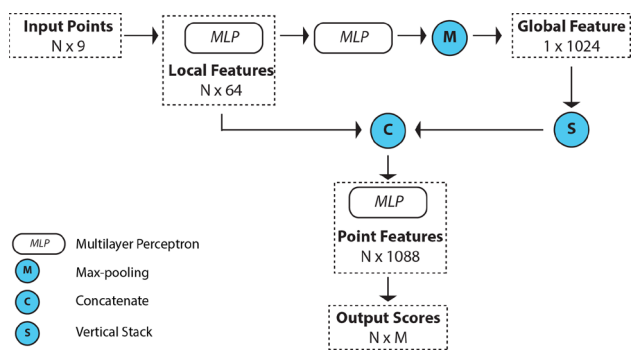 Input Points
N x 9
MLP
Local Features
N x 64
MLP
M
Global Feature
1 x 1024
C
S
MLP
Point Features
N x 1088
Output Scores
N x M
MLP Multilayer Perceptron
M Max-pooling
C Concatenate
S Vertical Stack